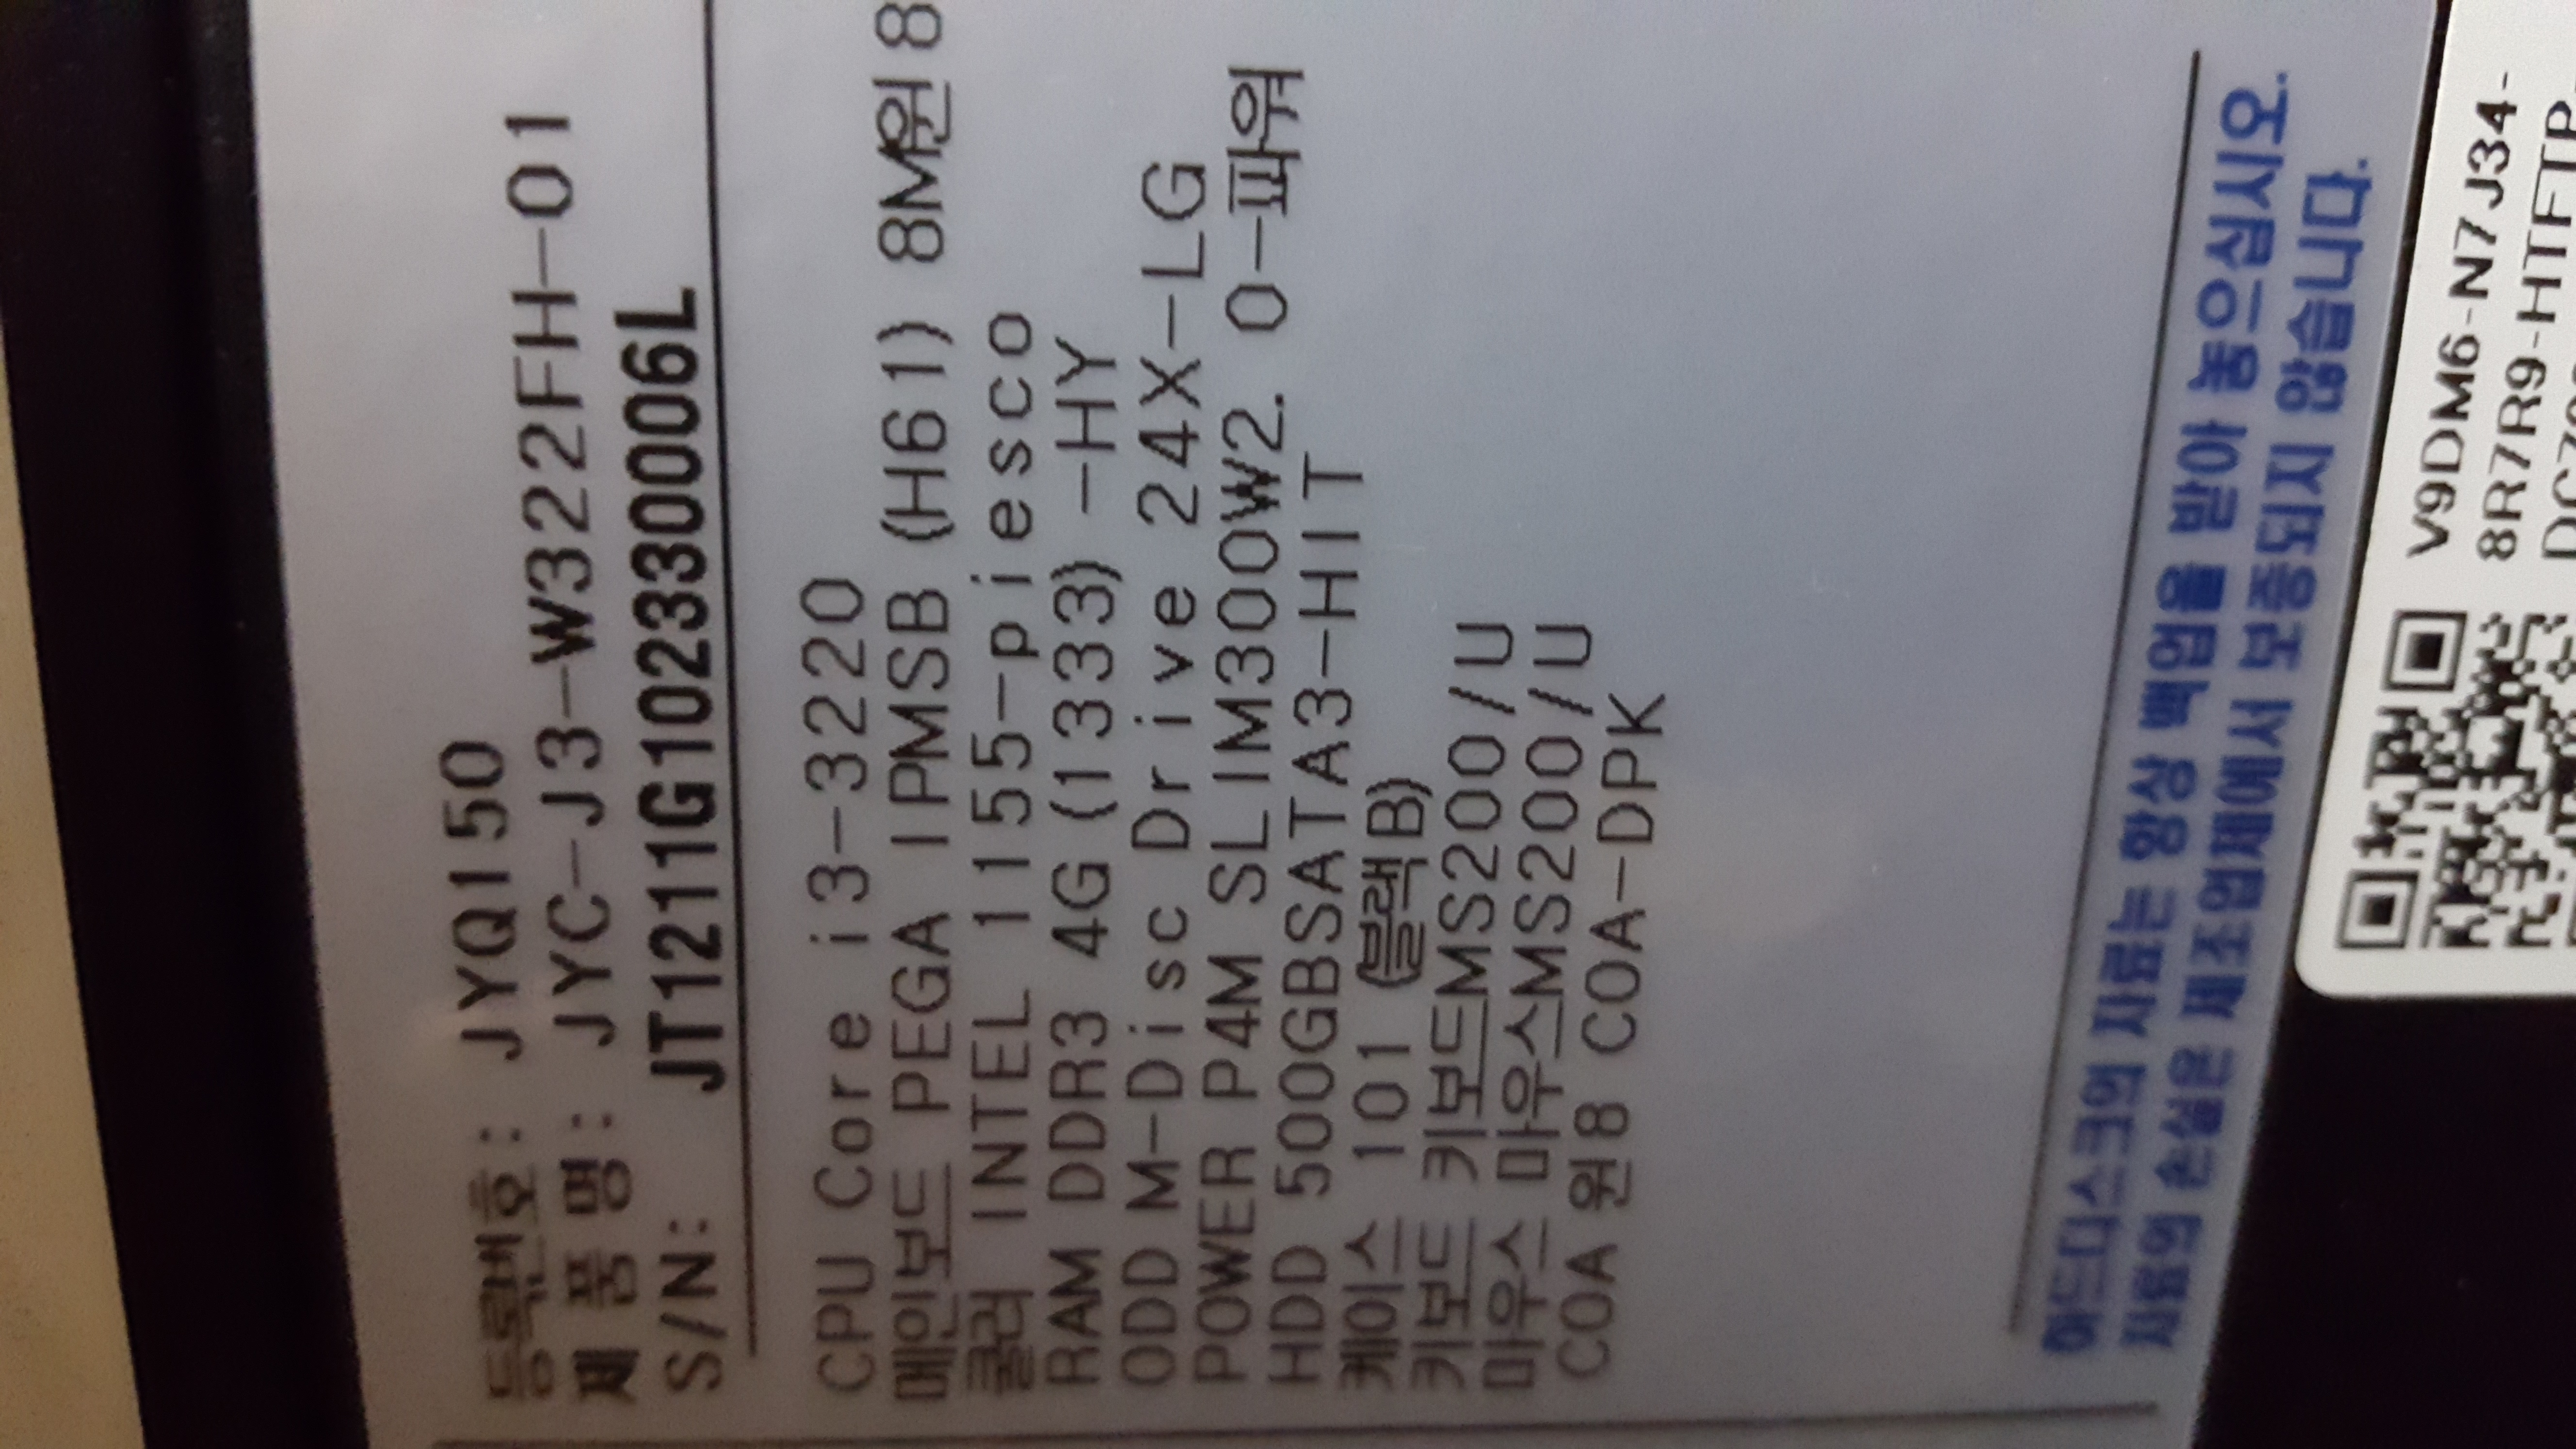 등록번호: JYQ150
제 품 명: JYC-J3-W322FH-01
S/N: JT1211G102330006L
CPU Core i3-3220
메인보드 PEGA IPMSB (H61) 8M윈8
쿨러 INTEL 1155-piesco
RAM DDR3 4G (1333) -HY
ODD M-Disc Drive 24X-LG
POWER P4M SLIM300W2. 0-파워
HDD 500GBSATA3-HIT
케이스 101 (블랙B)
키보드 키보드MS200/U
마우스 마우스MS200/U
COA 윈8 COA-DPK
하드디스크의 자료는 항상 백업을 받아 놓으십시오.
자료의 손실은 제조업체에서 보증되지 않습니다.
V9DM6-N7J34-
8R7R9-HTFTP